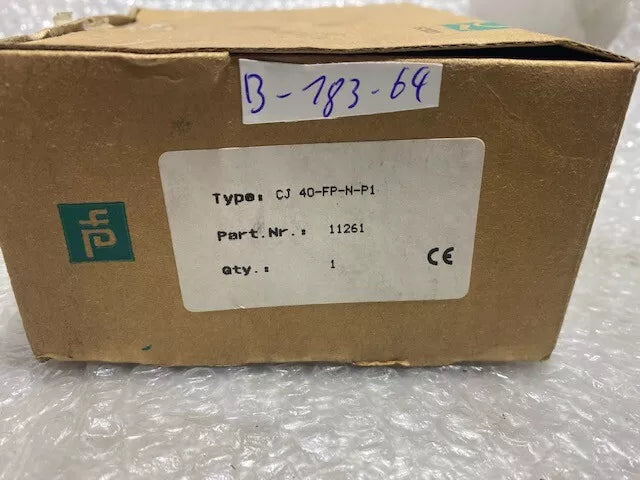 B-183-64
Type: CJ 40-FP-N-P1
Part.Nr.: 11261
Qty.: 1
CE